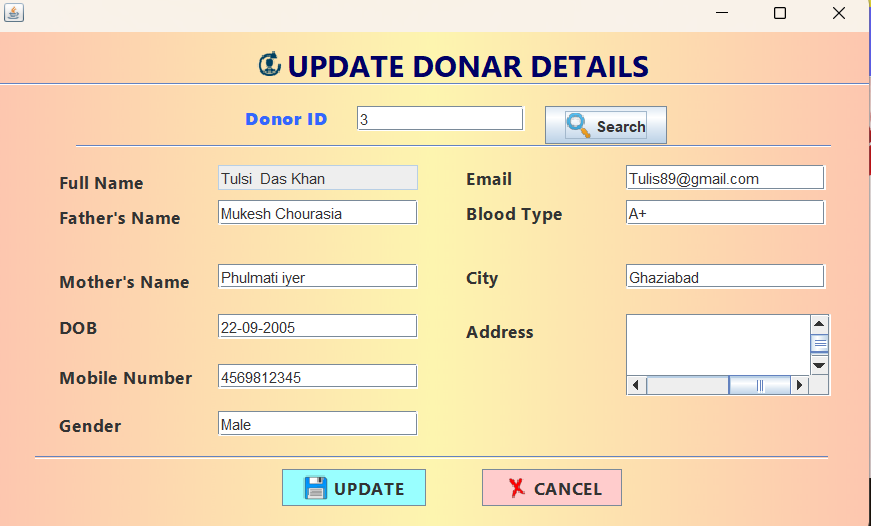 UPDATE DONAR DETAILS
Donor ID 3 Search
Full Name Tulsi  Das Khan Email Tulis89@gmail.com
Father's Name Mukesh Chourasia Blood Type A+
Mother's Name Phulmati iyer City Ghaziabad
DOB 22-09-2005 Address
Mobile Number 4569812345
Gender Male
UPDATE CANCEL